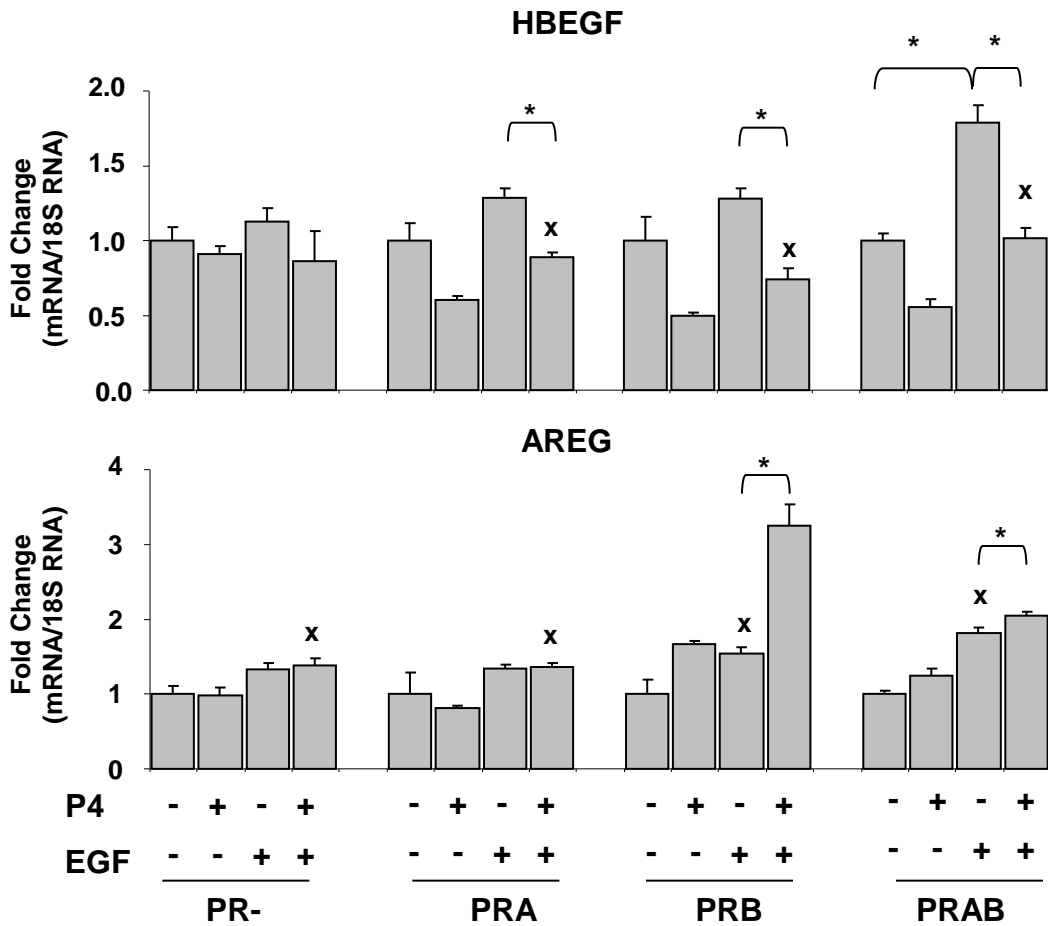 HBEGF
* *
2.0 * *
1.5
x
1.0 x x
0.5
0.0
Fold Change
(mRNA/18S RNA)
AREG
4 *
3 *
2 x x x x
1
0
Fold Change
(mRNA/18S RNA)
P4 - + - + - + - + - + - + - + - +
EGF - - + + - - + + - - + + - - + +
PR- PRA PRB PRAB